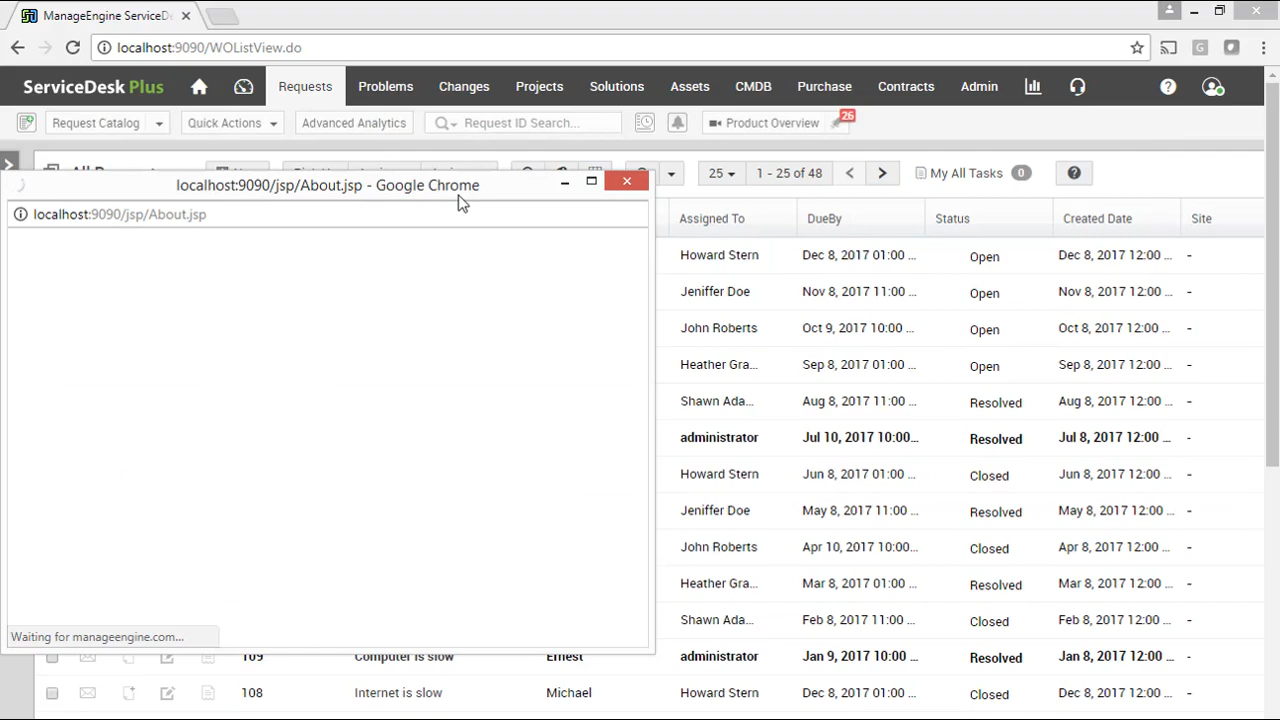 ManageEngine ServiceDe
localhost:9090/WOListView.do
ServiceDesk Plus Requests Problems Changes Projects Solutions Assets CMDB Purchase Contracts Admin
Request Catalog Quick Actions Advanced Analytics Request ID Search... Product Overview 26
25 1 - 25 of 48 My All Tasks 0
localhost:9090/jsp/About.jsp - Google Chrome
localhost:9090/jsp/About.jsp
Assigned To DueBy Status Created Date Site
Howard Stern Dec 8, 2017 01:00 ... Open Dec 8, 2017 12:00 ... -
Jeniffer Doe Nov 8, 2017 11:00 ... Open Nov 8, 2017 12:00 ... -
John Roberts Oct 9, 2017 10:00 ... Open Oct 8, 2017 12:00 ... -
Heather Gra... Sep 8, 2017 01:00 ... Open Sep 8, 2017 12:00 ... -
Shawn Ada... Aug 8, 2017 11:00 ... Resolved Aug 8, 2017 12:00 ... -
administrator Jul 10, 2017 10:00... Resolved Jul 8, 2017 12:00 ... -
Howard Stern Jun 8, 2017 01:00 ... Closed Jun 8, 2017 12:00 ... -
Jeniffer Doe May 8, 2017 11:00 ... Resolved May 8, 2017 12:00 ... -
John Roberts Apr 10, 2017 10:00... Closed Apr 8, 2017 12:00 ... -
Heather Gra... Mar 8, 2017 01:00 ... Resolved Mar 8, 2017 12:00 ... -
Shawn Ada... Feb 8, 2017 11:00 ... Closed Feb 8, 2017 12:00 ... -
Waiting for manageengine.com...
109 Computer is slow Ernest administrator Jan 9, 2017 10:00 ... Resolved Jan 8, 2017 12:00 ... -
108 Internet is slow Michael Howard Stern Dec 8, 2017 01:00 ... Closed Dec 8, 2017 12:00 ... -